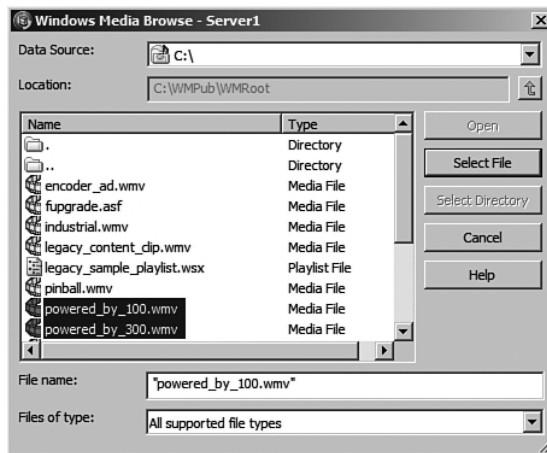 Windows Media Browse - Server1
Data Source:
C:\
Location:
C:\WMPub\WMRoot
Name Type
. Directory
.. Directory
encoder_ad.wmv Media File
fupgrade.asf Media File
industrial.wmv Media File
legacy_content_clip.wmv Media File
legacy_sample_playlist.wsx Playlist File
pinball.wmv Media File
powered_by_100.wmv Media File
powered_by_300.wmv Media File
Open
Select File
Select Directory
Cancel
Help
File name:
"powered_by_100.wmv"
Files of type:
All supported file types